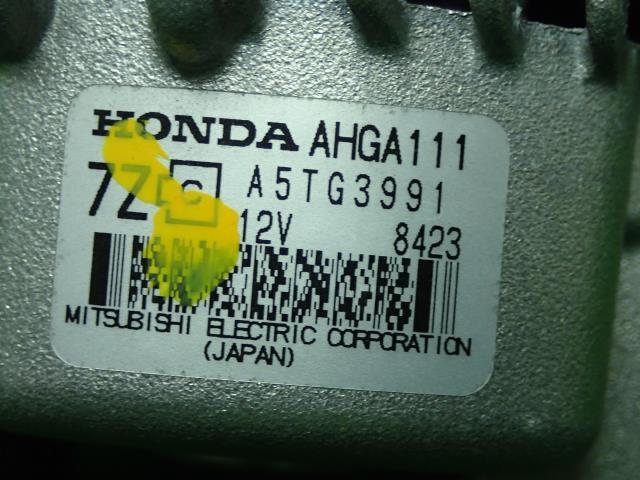 HONDA AHGA111
7Z C A5TG3991
12V 8423
MITSUBISHI ELECTRIC CORPORATION
(JAPAN)